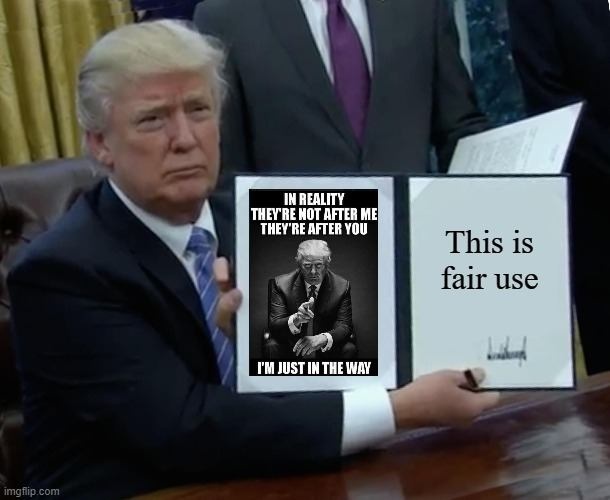 IN REALITY
THEY'RE NOT AFTER ME
THEY'RE AFTER YOU
I'M JUST IN THE WAY
This is
fair use
imgflip.com